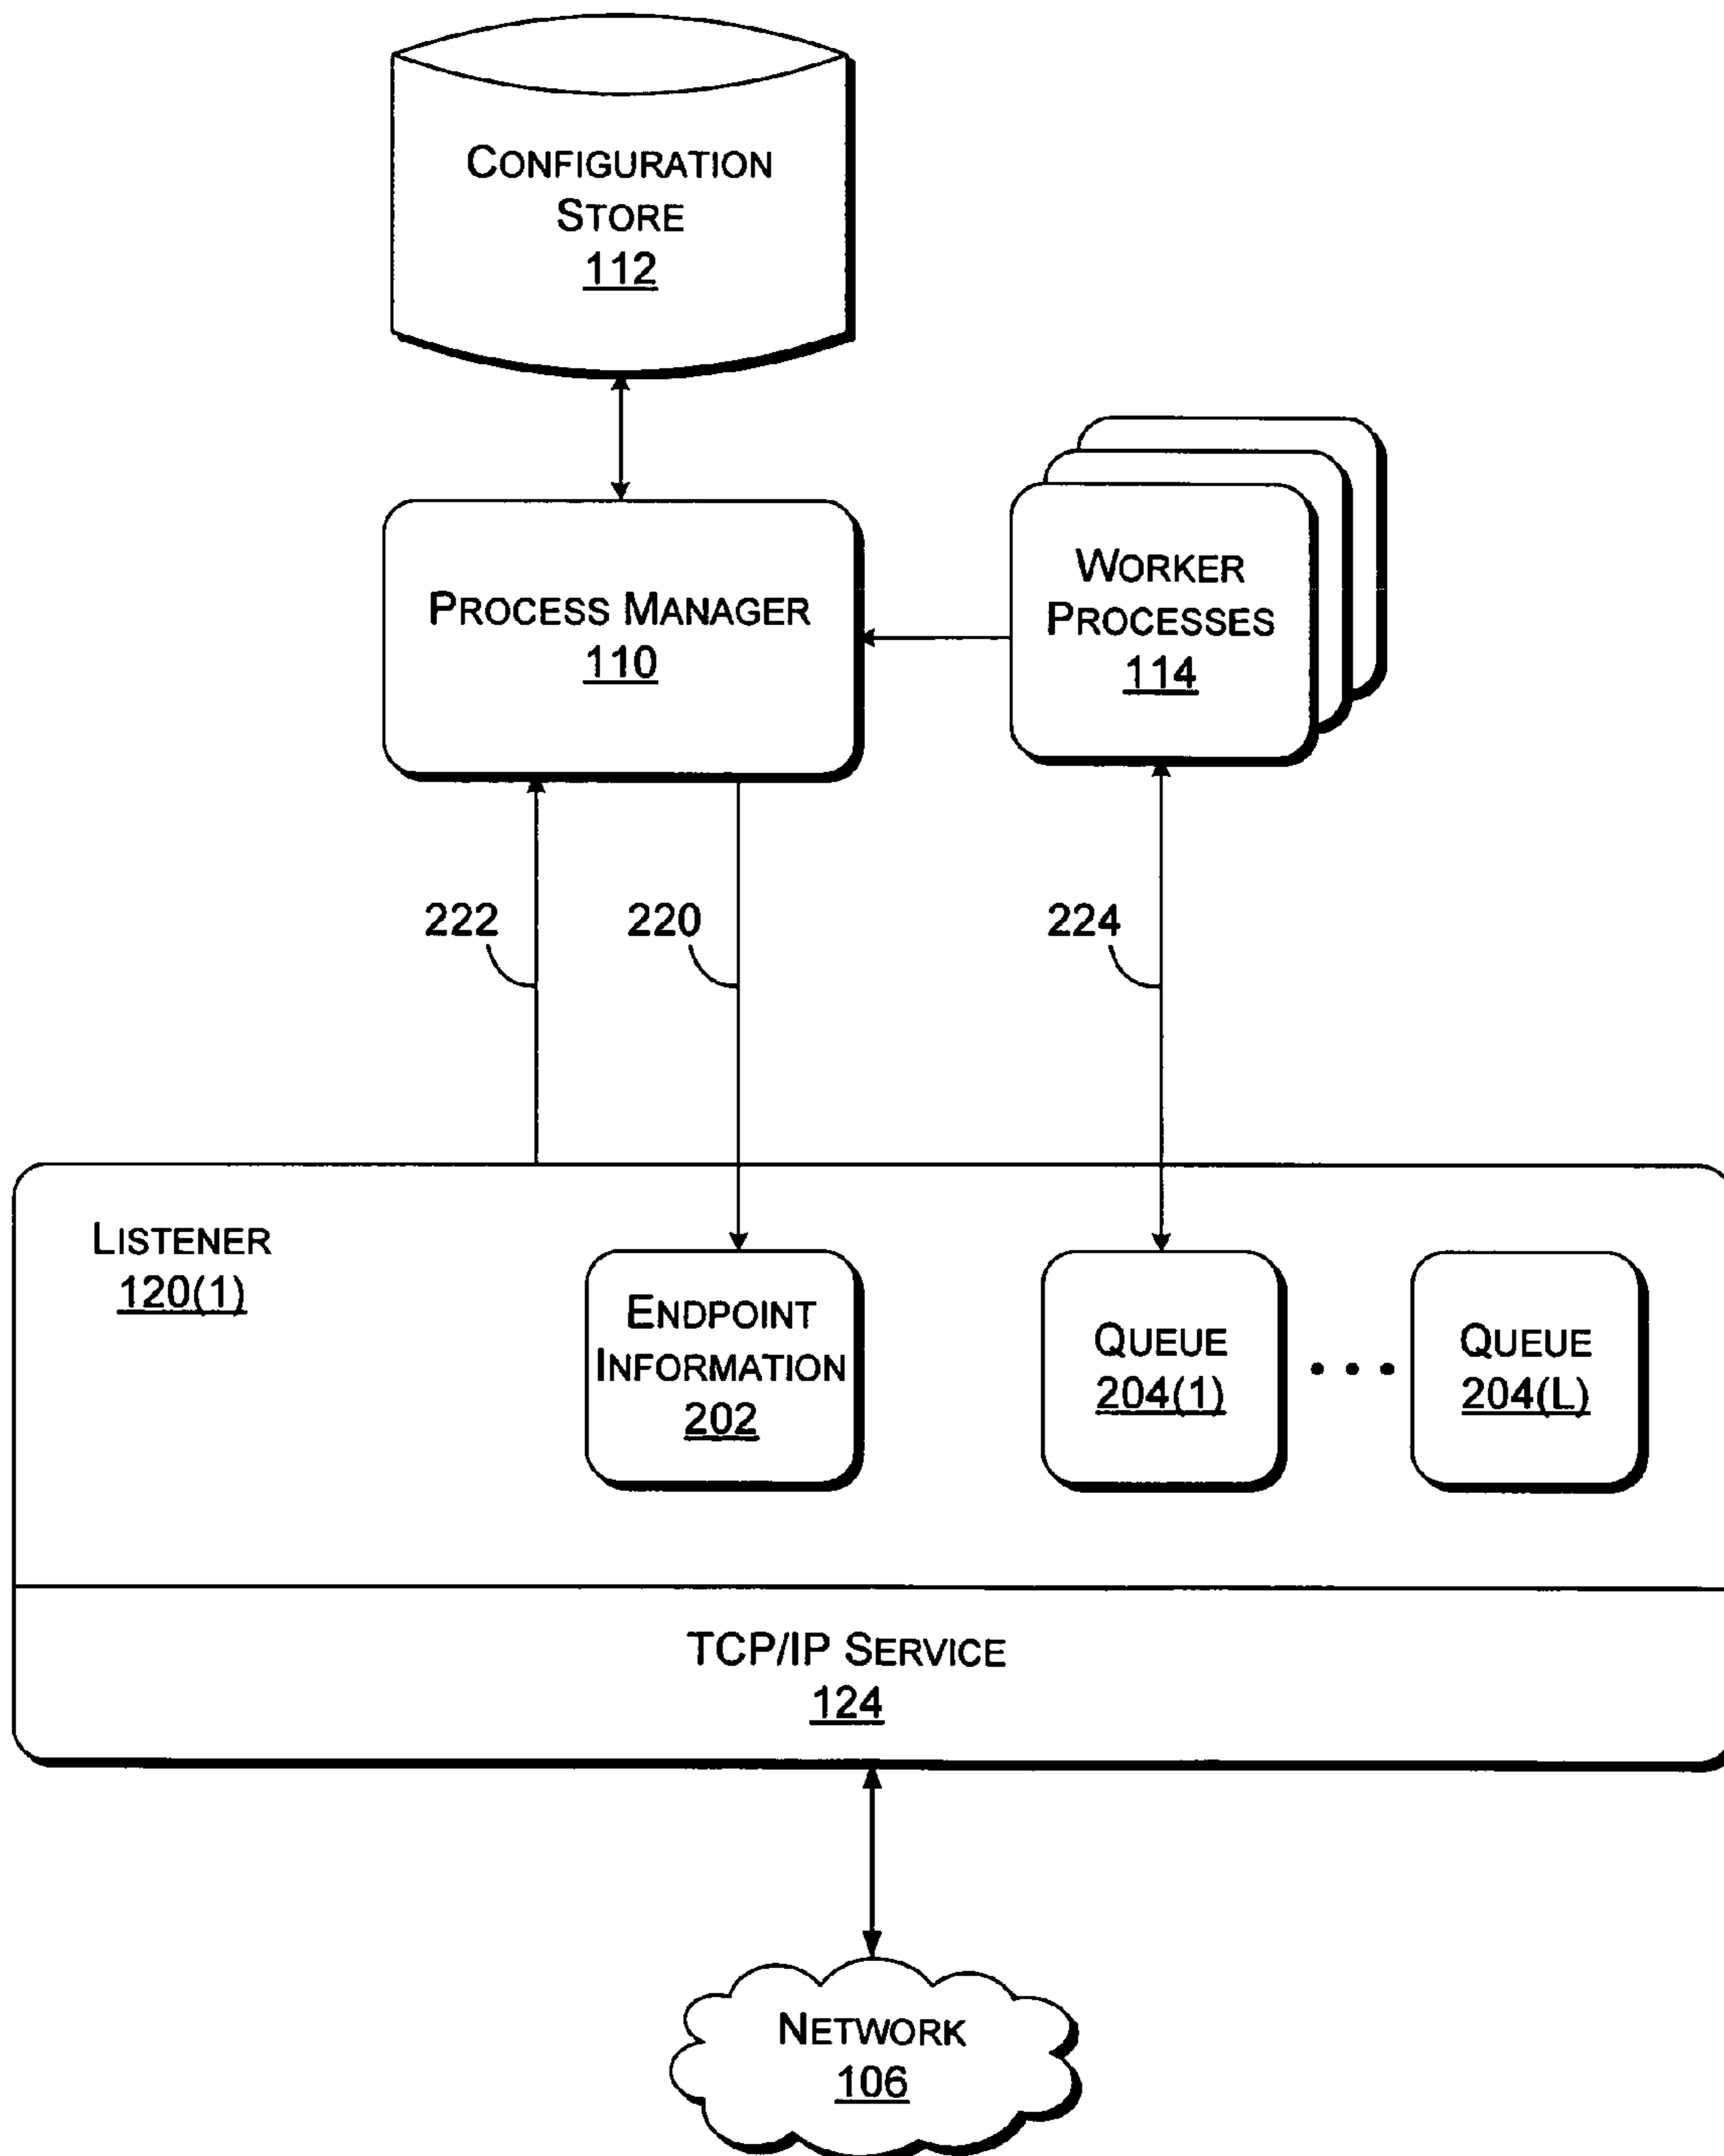 CONFIGURATION
STORE
112
PROCESS MANAGER
110
WORKER
PROCESSES
114
222
220
224
LISTENER
120(1)
ENDPOINT
INFORMATION
202
QUEUE
204(1)
• • •
QUEUE
204(L)
TCP/IP SERVICE
124
NETWORK
106